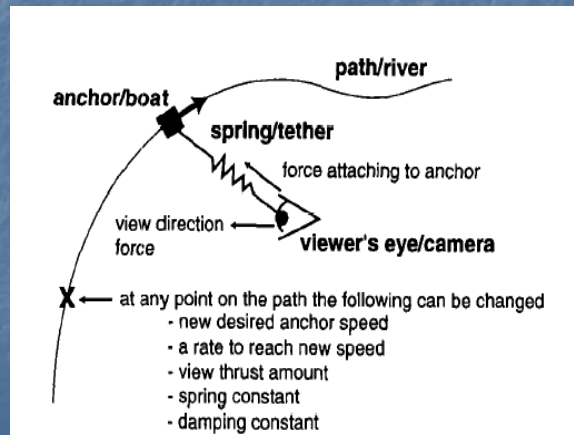 path/river
anchor/boat
spring/tether
force attaching to anchor
view direction
force
viewer's eye/camera
X ← at any point on the path the following can be changed
- new desired anchor speed
- a rate to reach new speed
- view thrust amount
- spring constant
- damping constant